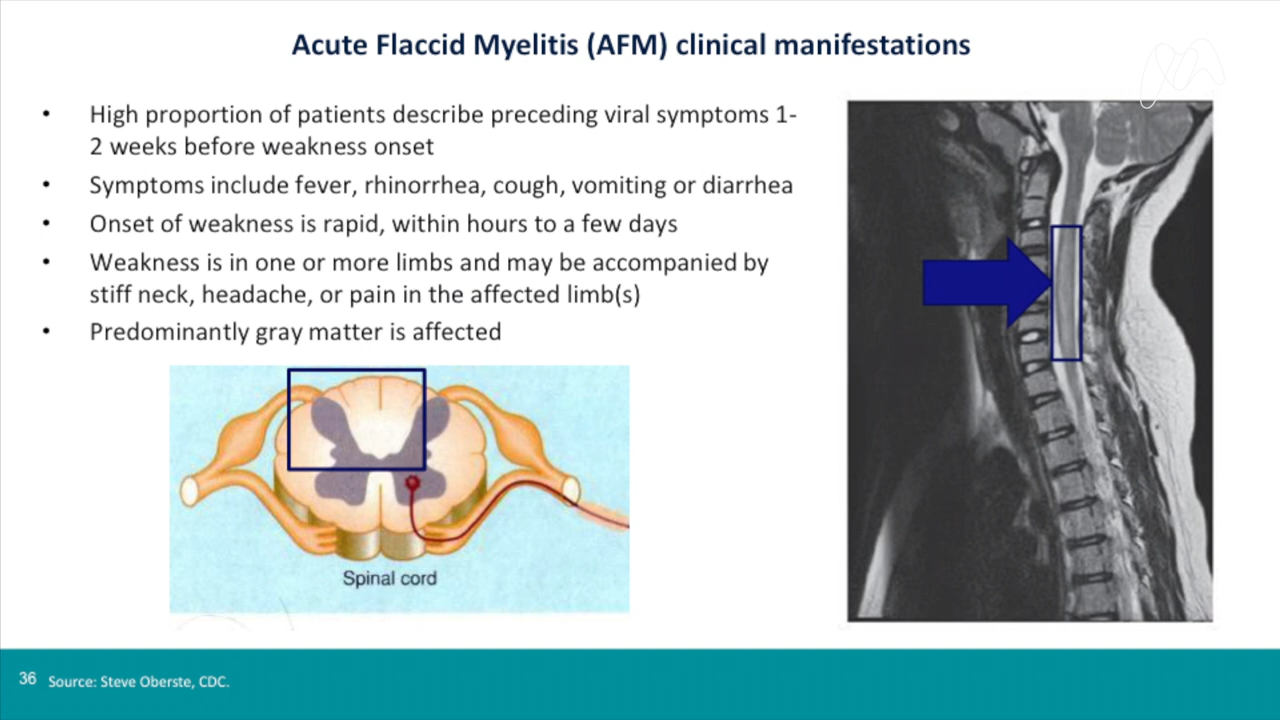 Acute Flaccid Myelitis (AFM) clinical manifestations
• High proportion of patients describe preceding viral symptoms 1-
2 weeks before weakness onset
• Symptoms include fever, rhinorrhea, cough, vomiting or diarrhea
• Onset of weakness is rapid, within hours to a few days
• Weakness is in one or more limbs and may be accompanied by
stiff neck, headache, or pain in the affected limb(s)
• Predominantly gray matter is affected
Spinal cord
36 Source: Steve Oberste, CDC.